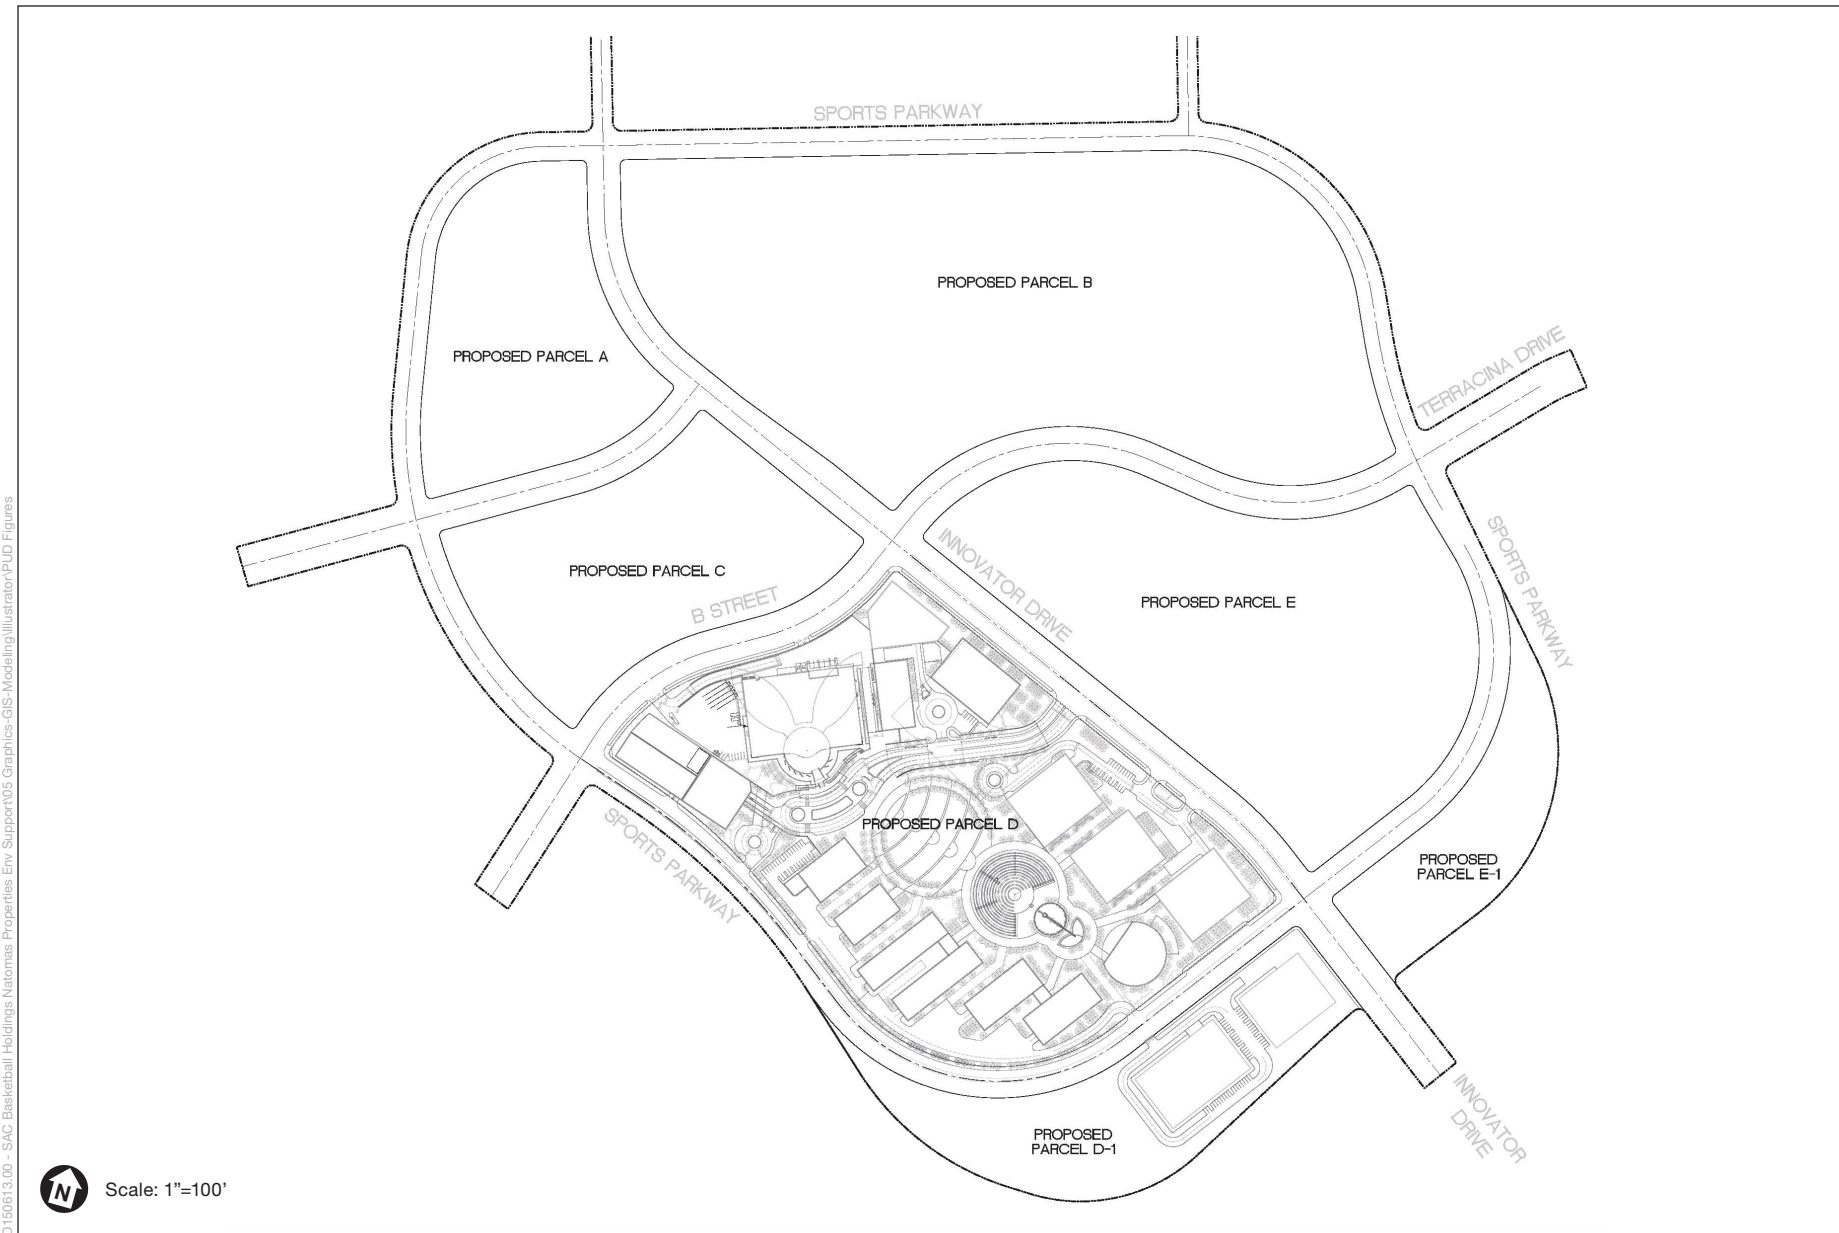 SPORTS PARKWAY
PROPOSED PARCEL B
TERRACINA DRIVE
PROPOSED PARCEL A
INNOVATOR DRIVE
SPORTS PARKWAY
PROPOSED PARCEL C
B STREET
PROPOSED PARCEL E
SPORTS PARKWAY
PROPOSED PARCEL D
PROPOSED
PARCEL E-1
INNOVATOR
DRIVE
PROPOSED
PARCEL D-1
N
Scale: 1”=100’
D150613.00 - SAC Basketball Holdings Natomas Properties Env Support\05 Graphics-GIS-Modeling\Illustrator\PUD Figures